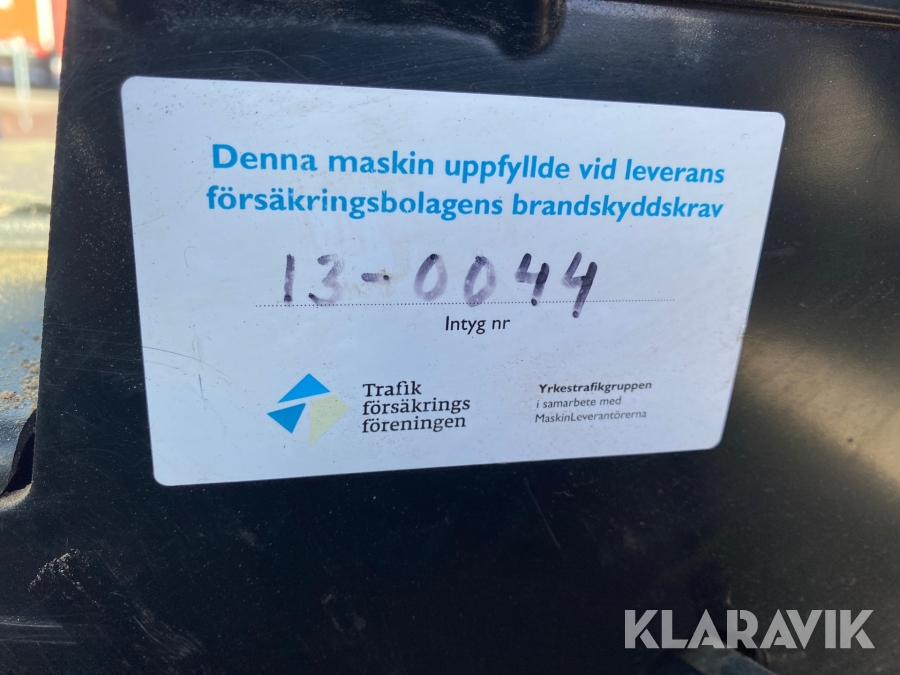 Denna maskin uppfyllde vid leverans
försäkringsbolagens brandskyddskrav
13-0044
Intyg nr
Trafik
försäkrings
föreningen
Yrkestrafikgruppen
i samarbete med
MaskinLeverantörerna
KLARAVIK